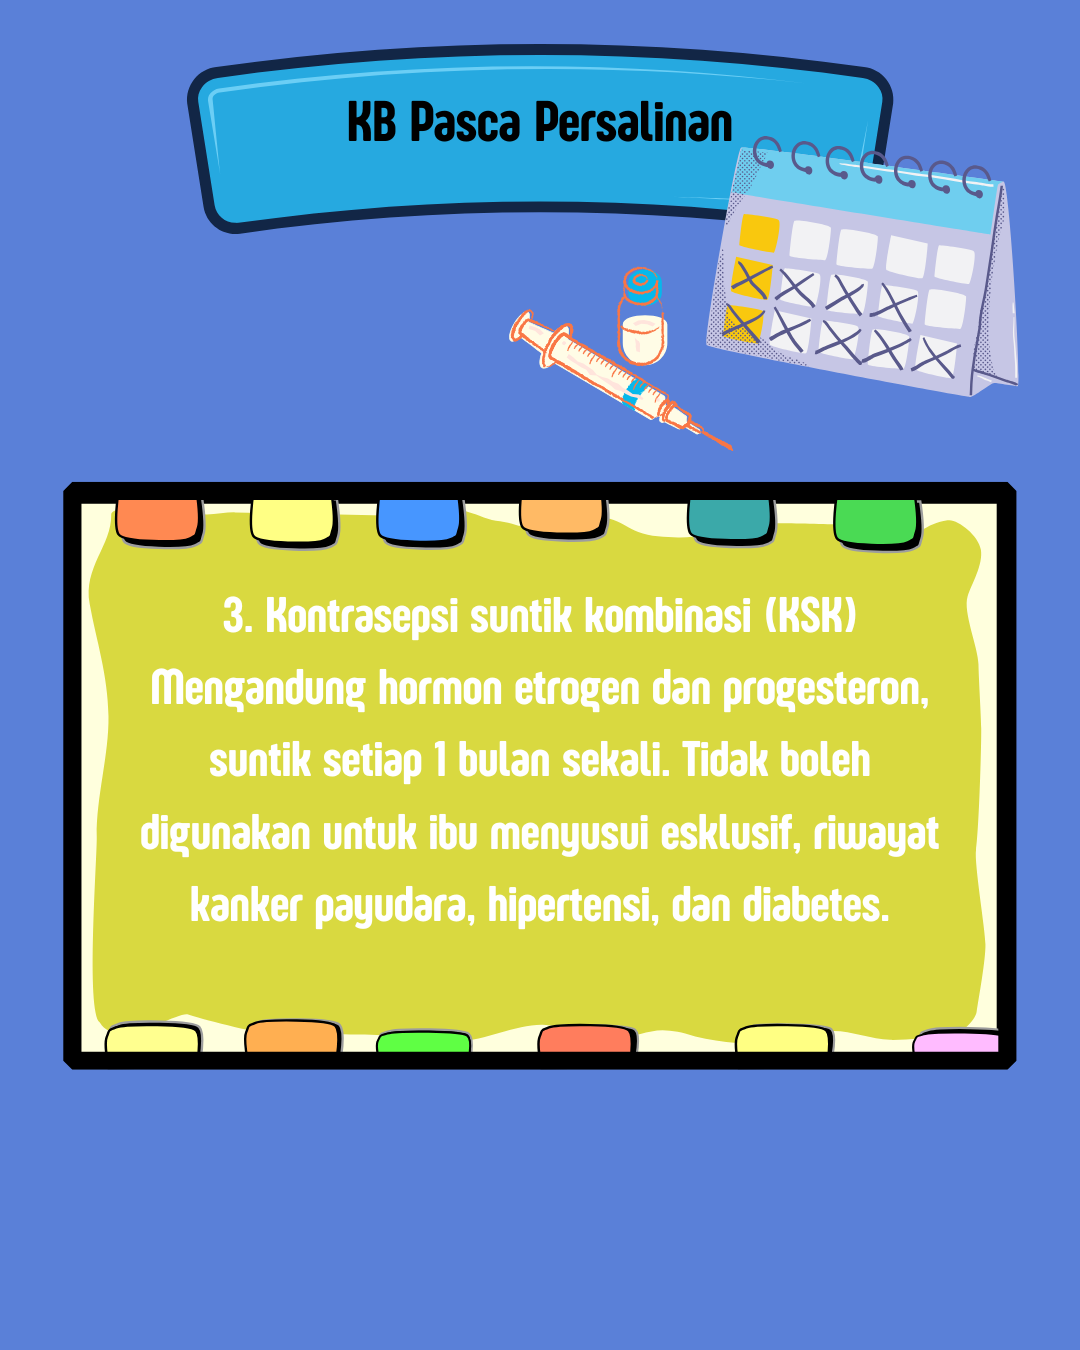 KB Pasca Persalinan
3. Kontrasepsi suntik kombinasi (KSK)
Mengandung hormon etrogen dan progesteron,
suntik setiap 1 bulan sekali. Tidak boleh
digunakan untuk ibu menyusui esklusif, riwayat
kanker payudara, hipertensi, dan diabetes.